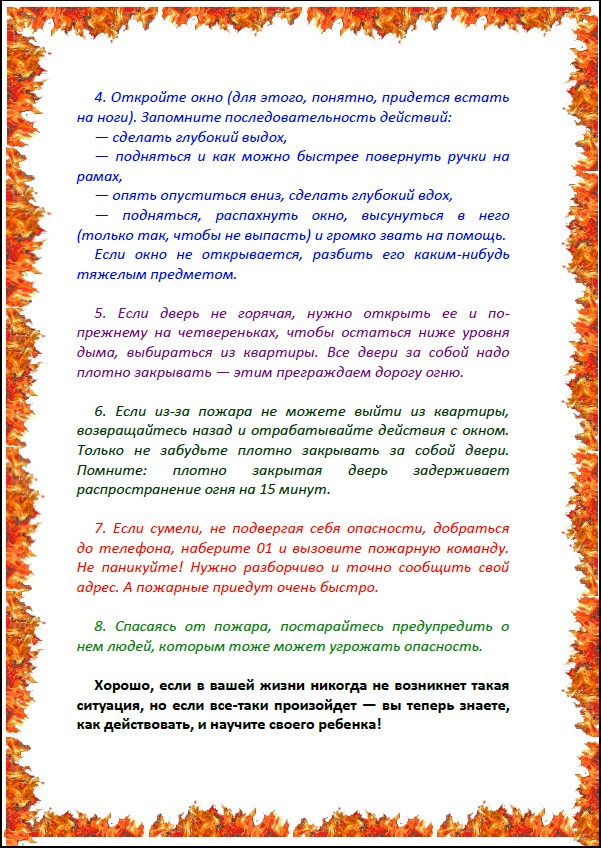 4. Откройте окно (для этого, понятно, придется встать
на ноги). Запомните последовательность действий:
— сделать глубокий выдох,
— подняться и как можно быстрее повернуть ручки на
рамах,
— опять опуститься вниз, сделать глубокий вдох,
— подняться, распахнуть окно, высунуться в него
(только так, чтобы не выпасть) и громко звать на помощь.
Если окно не открывается, разбить его каким-нибудь
тяжелым предметом.
5. Если дверь не горячая, нужно открыть ее и по-
прежнему на четвереньках, чтобы остаться ниже уровня
дыма, выбираться из квартиры. Все двери за собой надо
плотно закрывать — этим преграждаем дорогу огню.
6. Если из-за пожара не можете выйти из квартиры,
возвращайтесь назад и отрабатывайте действия с окном.
Только не забудьте плотно закрывать за собой двери.
Помните: плотно закрытая дверь задерживает
распространение огня на 15 минут.
7. Если сумели, не подвергая себя опасности, добраться
до телефона, наберите 01 и вызовите пожарную команду.
Не паникуйте! Нужно разборчиво и точно сообщить свой
адрес. А пожарные приедут очень быстро.
8. Спасаясь от пожара, постарайтесь предупредить о
нем людей, которым тоже может угрожать опасность.
Хорошо, если в вашей жизни никогда не возникнет такая
ситуация, но если все-таки произойдет — вы теперь знаете,
как действовать, и научите своего ребенка!